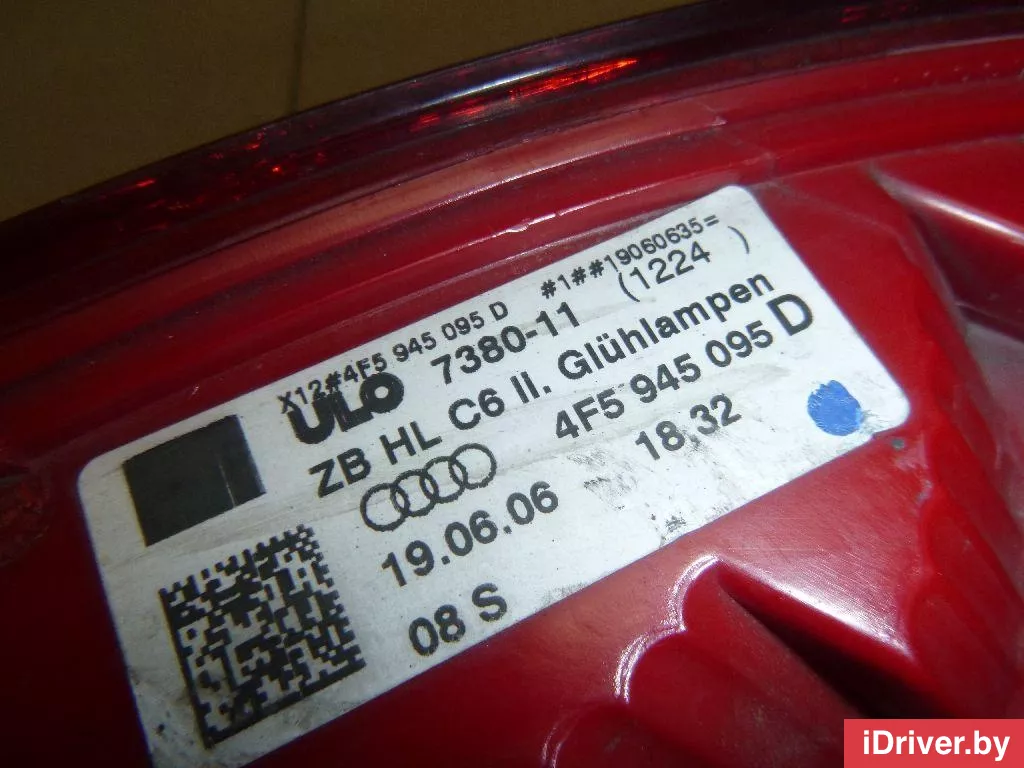 X12#4F5 945 095 D #1##19060635=
ULO 7380-11 (1224 )
ZB HL C6 ll. Glühlampen
4F5 945 095 D
19.06.06 18.32
08 S
iDriver.by